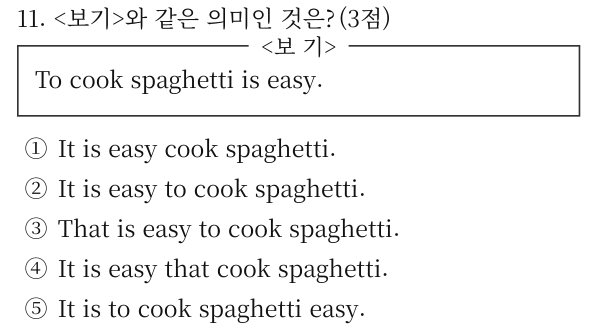 11. <보기>와 같은 의미인 것은?(3점)
<보 기>
To cook spaghetti is easy.
① It is easy cook spaghetti.
② It is easy to cook spaghetti.
③ That is easy to cook spaghetti.
④ It is easy that cook spaghetti.
⑤ It is to cook spaghetti easy.